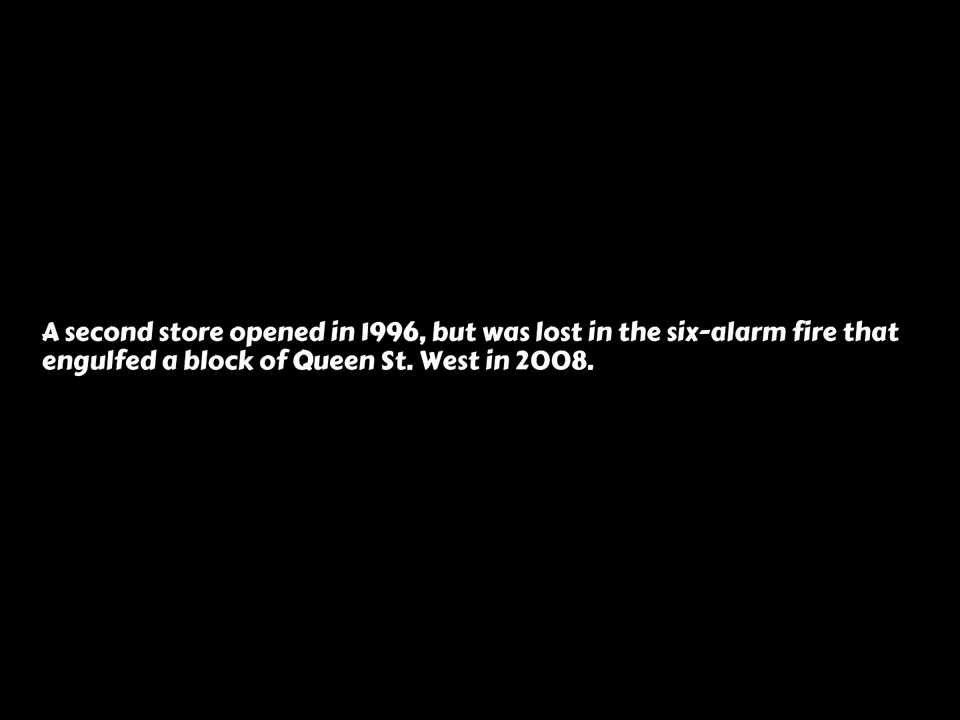 A second store opened in 1996, but was lost in the six-alarm fire that
engulfed a block of Queen St. West in 2008.